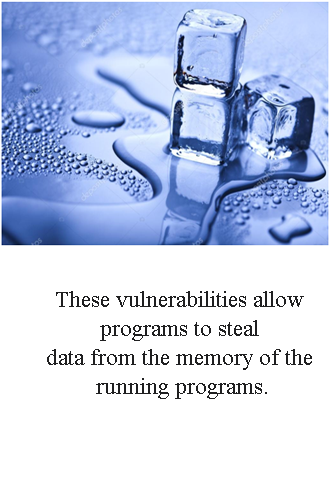 These vulnerabilities allow
programs to steal
data from the memory of the
running programs.